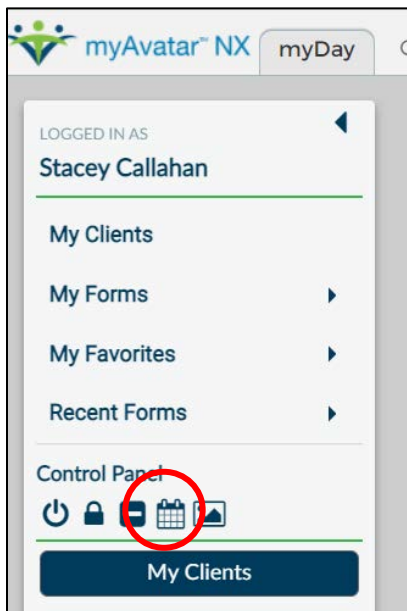 myAvatar™ NX myDay
LOGGED IN AS
Stacey Callahan
My Clients
My Forms
My Favorites
Recent Forms
Control Panel
My Clients